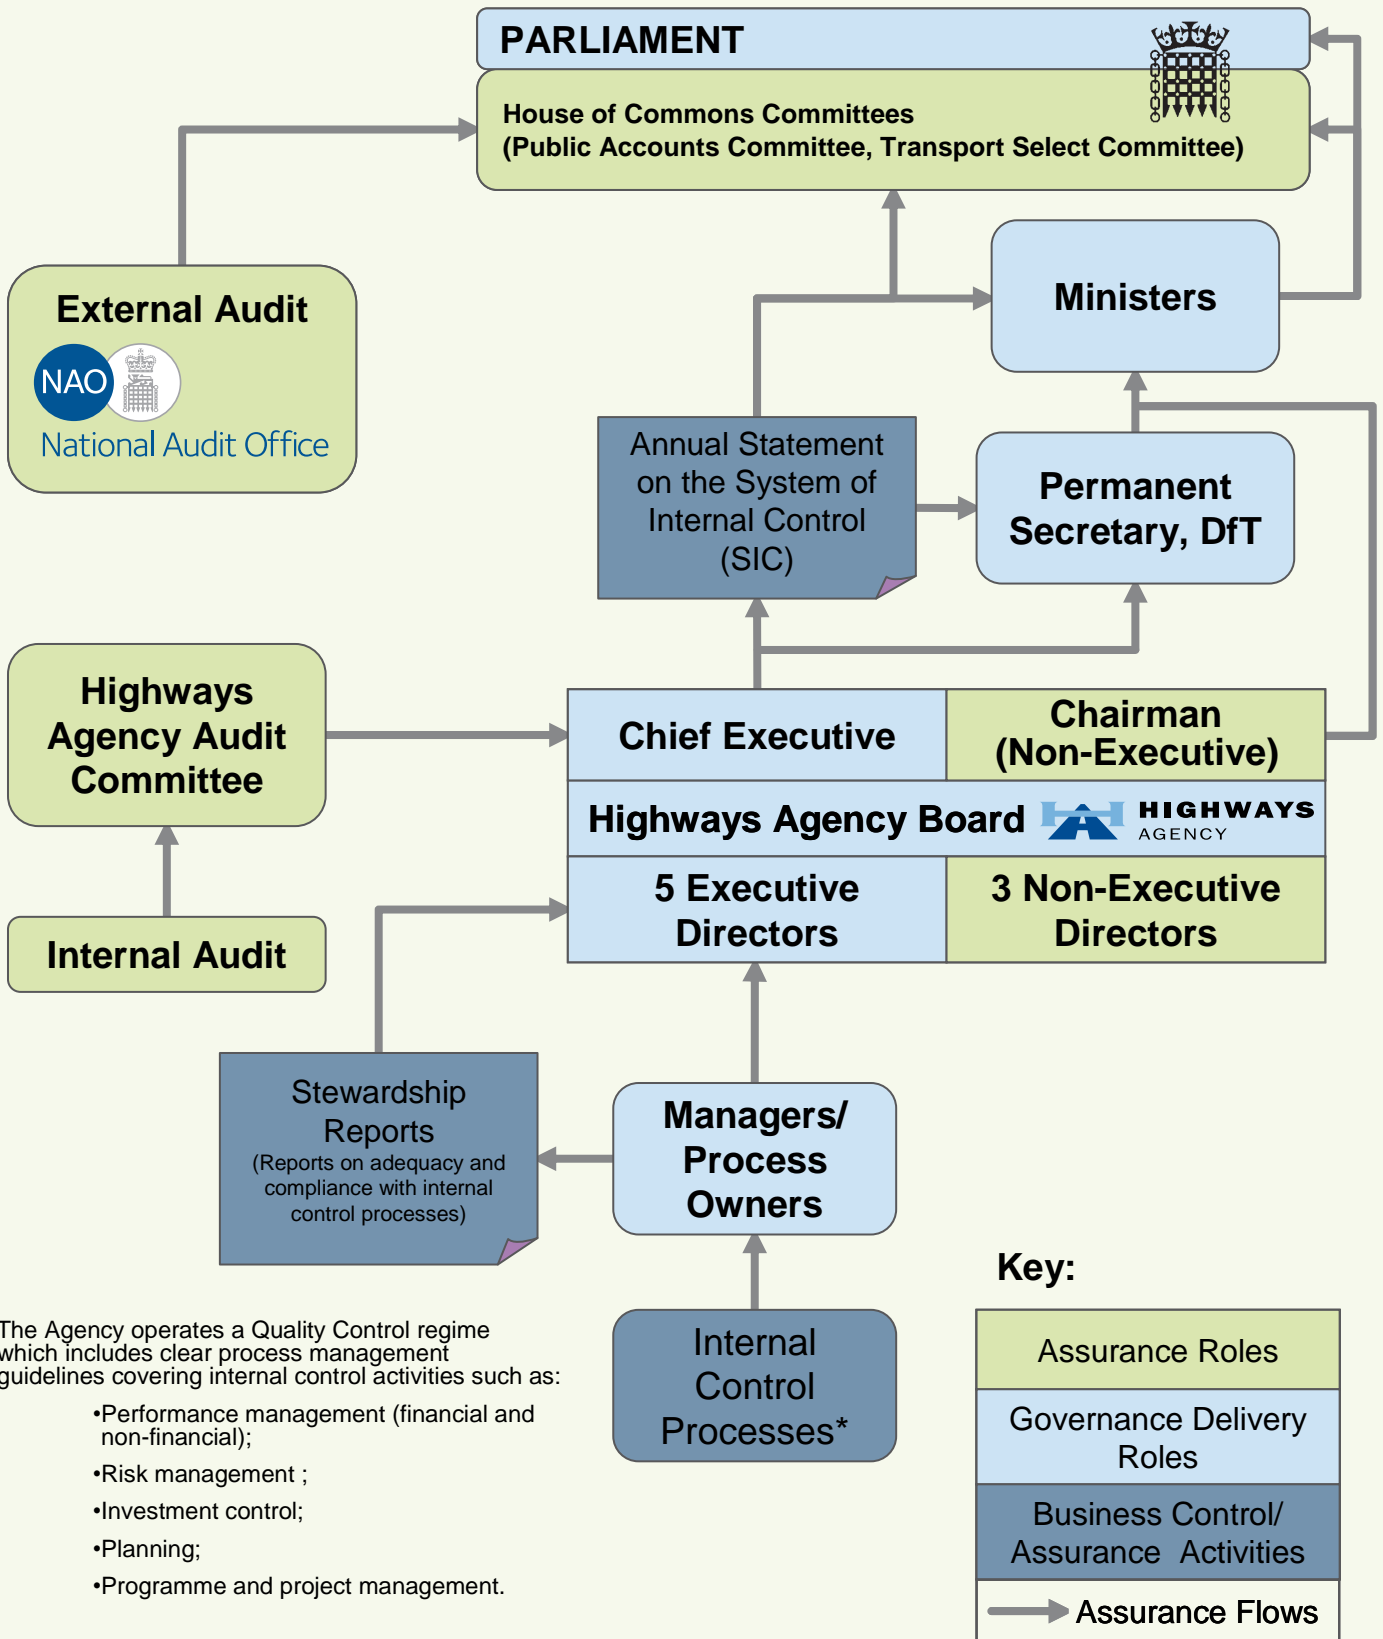 PARLIAMENT
House of Commons Committees
(Public Accounts Committee, Transport Select Committee)
External Audit
NAO
National Audit Office
Ministers
Annual Statement
on the System of
Internal Control
(SIC)
Permanent
Secretary, DfT
Highways
Agency Audit
Committee
Chief Executive
Chairman
(Non-Executive)
Highways Agency Board
HIGHWAYS
AGENCY
5 Executive
Directors
3 Non-Executive
Directors
Internal Audit
Stewardship
Reports
(Reports on adequacy and
compliance with internal
control processes)
Managers/
Process
Owners
Internal
Control
Processes*
The Agency operates a Quality Control regime
which includes clear process management
guidelines covering internal control activities such as:
•Performance management (financial and
non-financial);
•Risk management ;
•Investment control;
•Planning;
•Programme and project management.
Key:
Assurance Roles
Governance Delivery
Roles
Business Control/
Assurance Activities
Assurance Flows